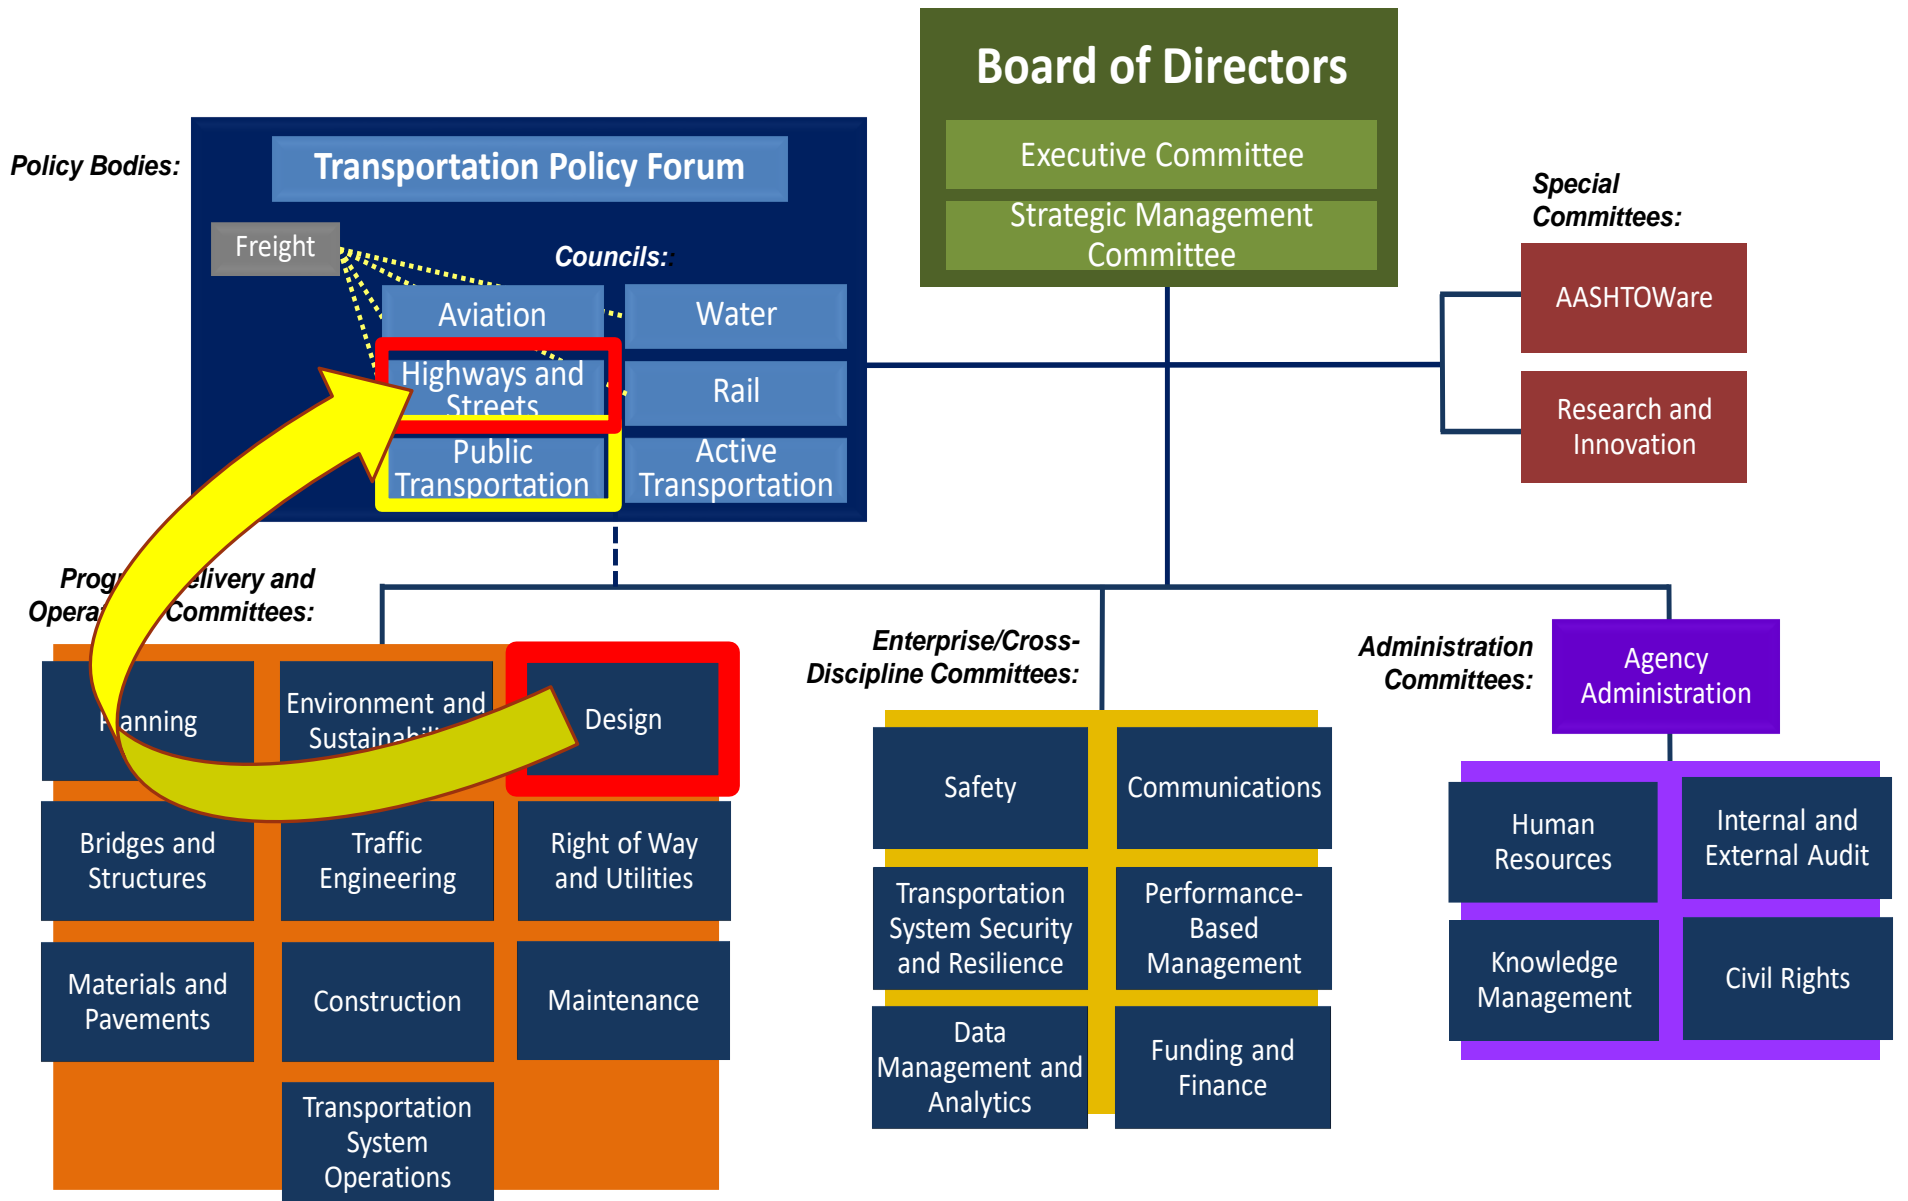 Board of Directors
Executive Committee
Strategic Management
Committee
Policy Bodies:
Transportation Policy Forum
Freight
Councils:
Aviation
Water
Highways and
Streets
Rail
Public
Transportation
Active
Transportation
Special
Committees:
AASHTOWare
Research and
Innovation
elivery and
Committees:
Planning
Environment and
Design
Bridges and
Structures
Traffic
Engineering
Right of Way
and Utilities
Materials and
Pavements
Construction
Maintenance
Transportation
System
Operations
Enterprise/Cross-
Discipline Committees:
Safety
Communications
Transportation
System Security
and Resilience
Performance-
Based
Management
Data
Management and
Analytics
Funding and
Finance
Administration
Committees:
Agency
Administration
Human
Resources
Internal and
External Audit
Knowledge
Management
Civil Rights